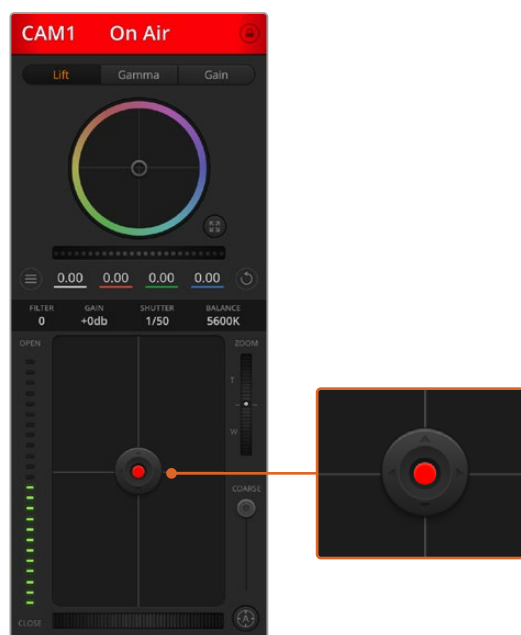 CAM1 On Air
Lift Gamma Gain
0.00 0.00 0.00 0.00
FILTER GAIN SHUTTER BALANCE
0 +0db 1/50 5600K
OPEN ZOOM
T
W
COARSE
CLOSE A